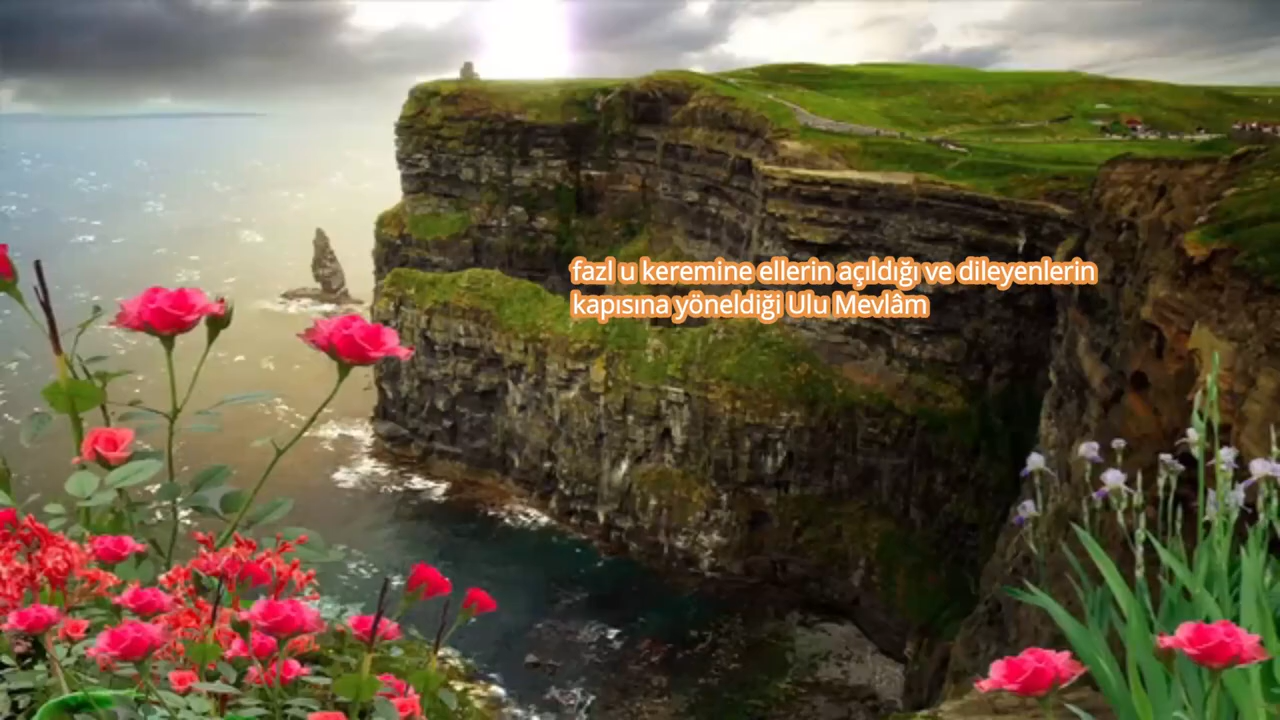 fazl u keremine ellerin açıldığı ve dileyenlerin
kapısına yöneldiği Ulu Mevlâm